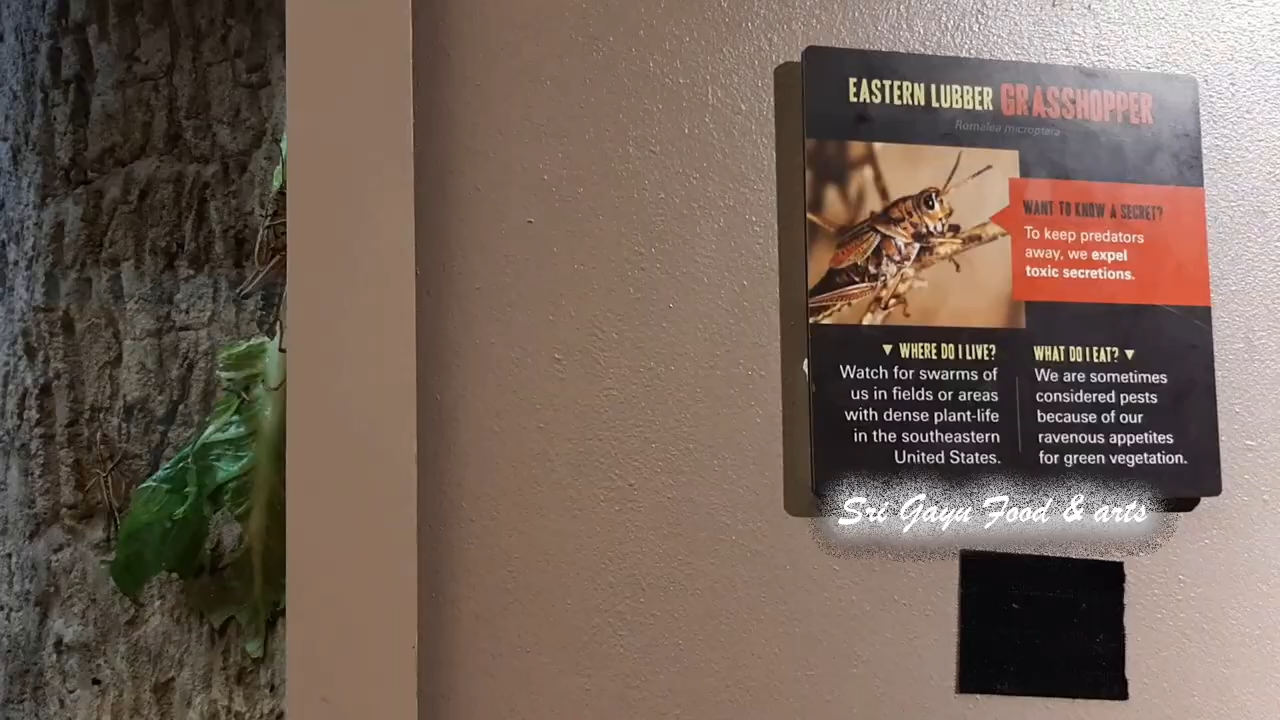 EASTERN LUBBER GRASSHOPPER
Romalea microptera
WANT TO KNOW A SECRET?
To keep predators
away, we expel
toxic secretions.
▼ WHERE DO I LIVE?
Watch for swarms of
us in fields or areas
with dense plant-life
in the southeastern
United States.
WHAT DO I EAT? ▼
We are sometimes
considered pests
because of our
ravenous appetites
for green vegetation.
Sri Gayu Food & arts